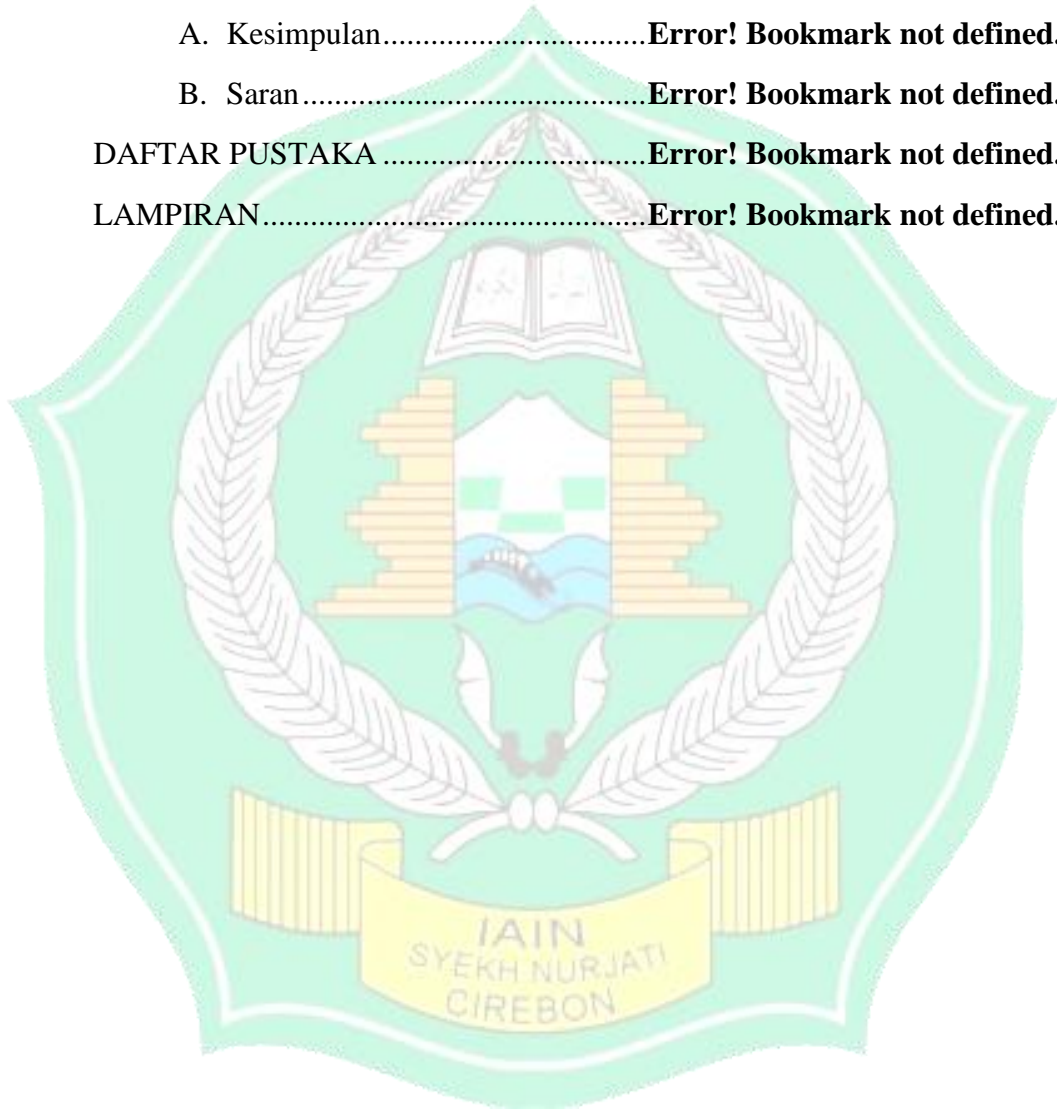 A. Kesimpulan..................................Error! Bookmark not defined.
B. Saran............................................Error! Bookmark not defined.
DAFTAR PUSTAKA..................................Error! Bookmark not defined.
LAMPIRAN.................................................Error! Bookmark not defined.
IAIN
SYEKH NURJATI
CIREBON